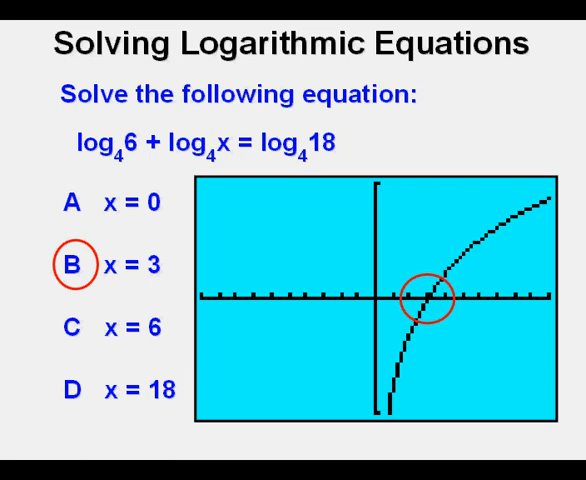 Solving Logarithmic Equations
Solve the following equation:
log₄6 + log₄x = log₄18
A x = 0
B x = 3
C x = 6
D x = 18